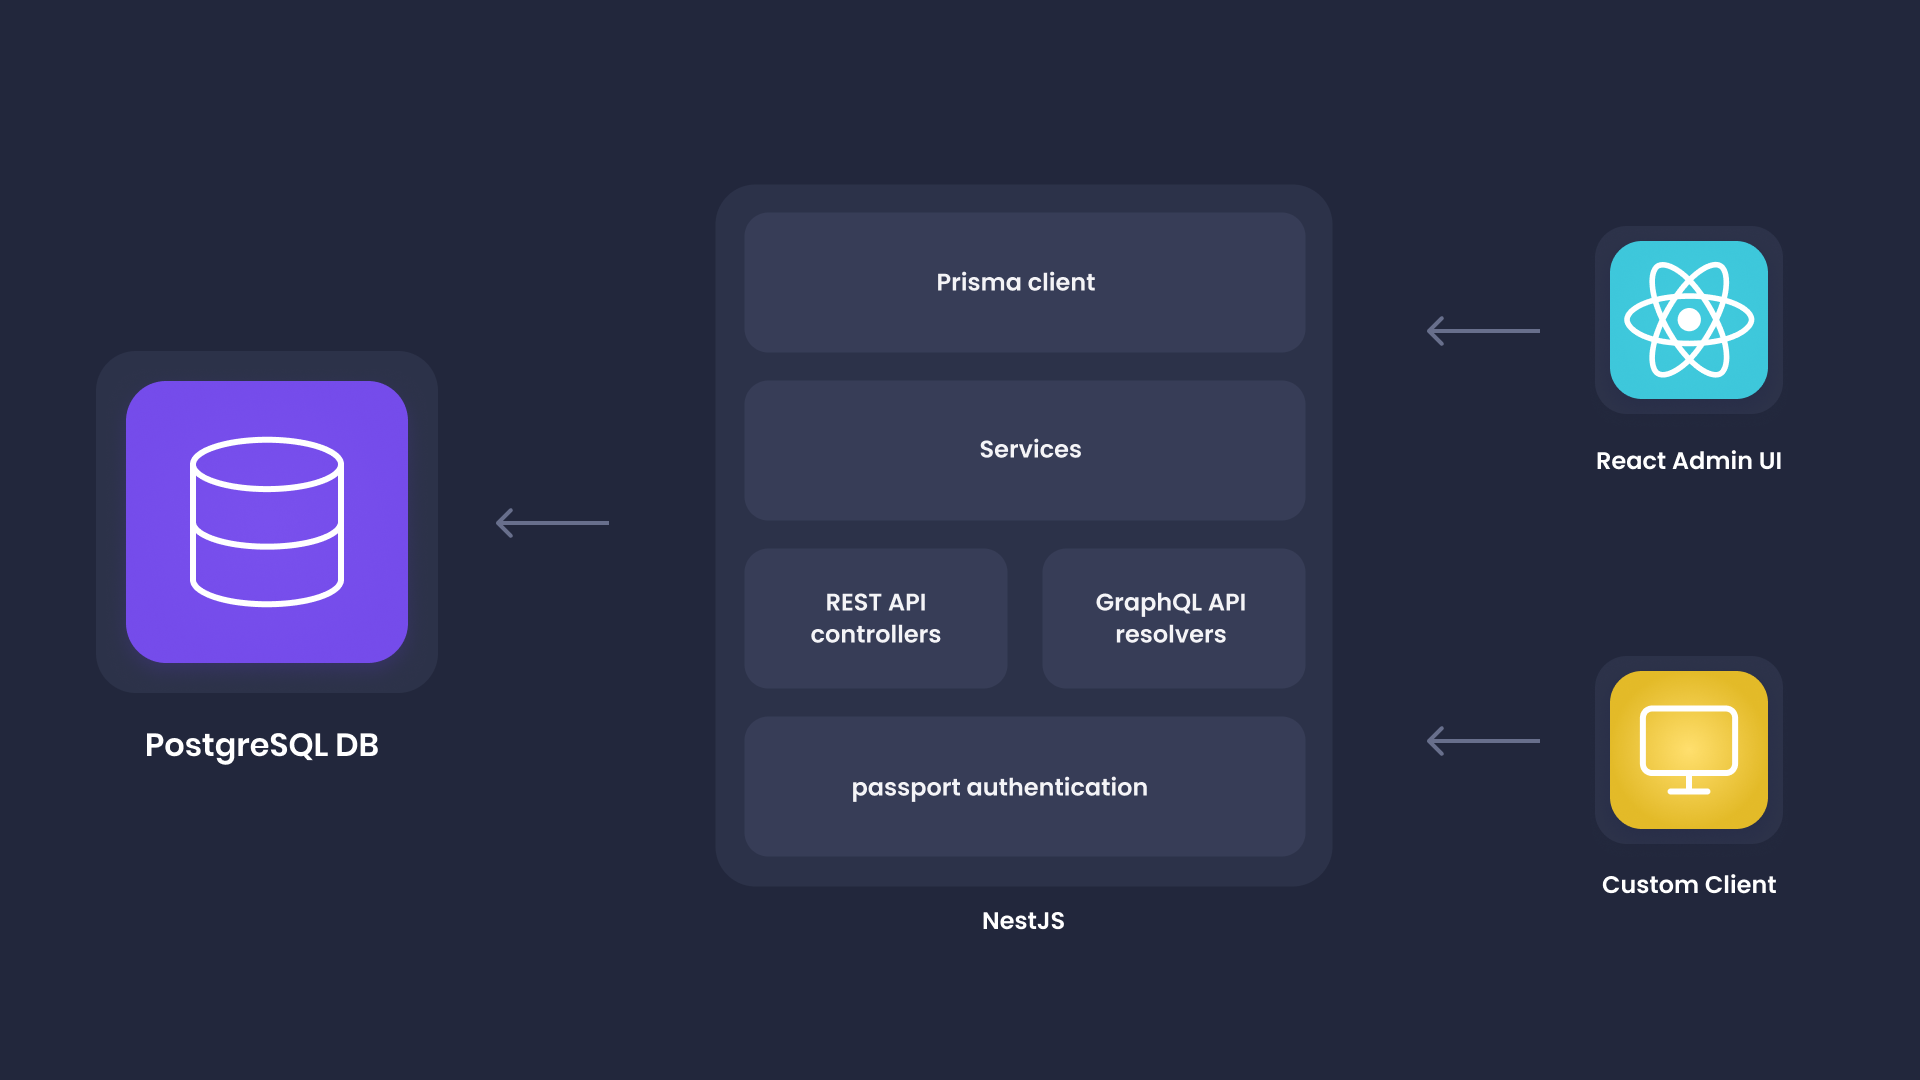 PostgreSQL DB
Prisma client
Services
REST API
controllers
GraphQL API
resolvers
passport authentication
NestJS
React Admin UI
Custom Client